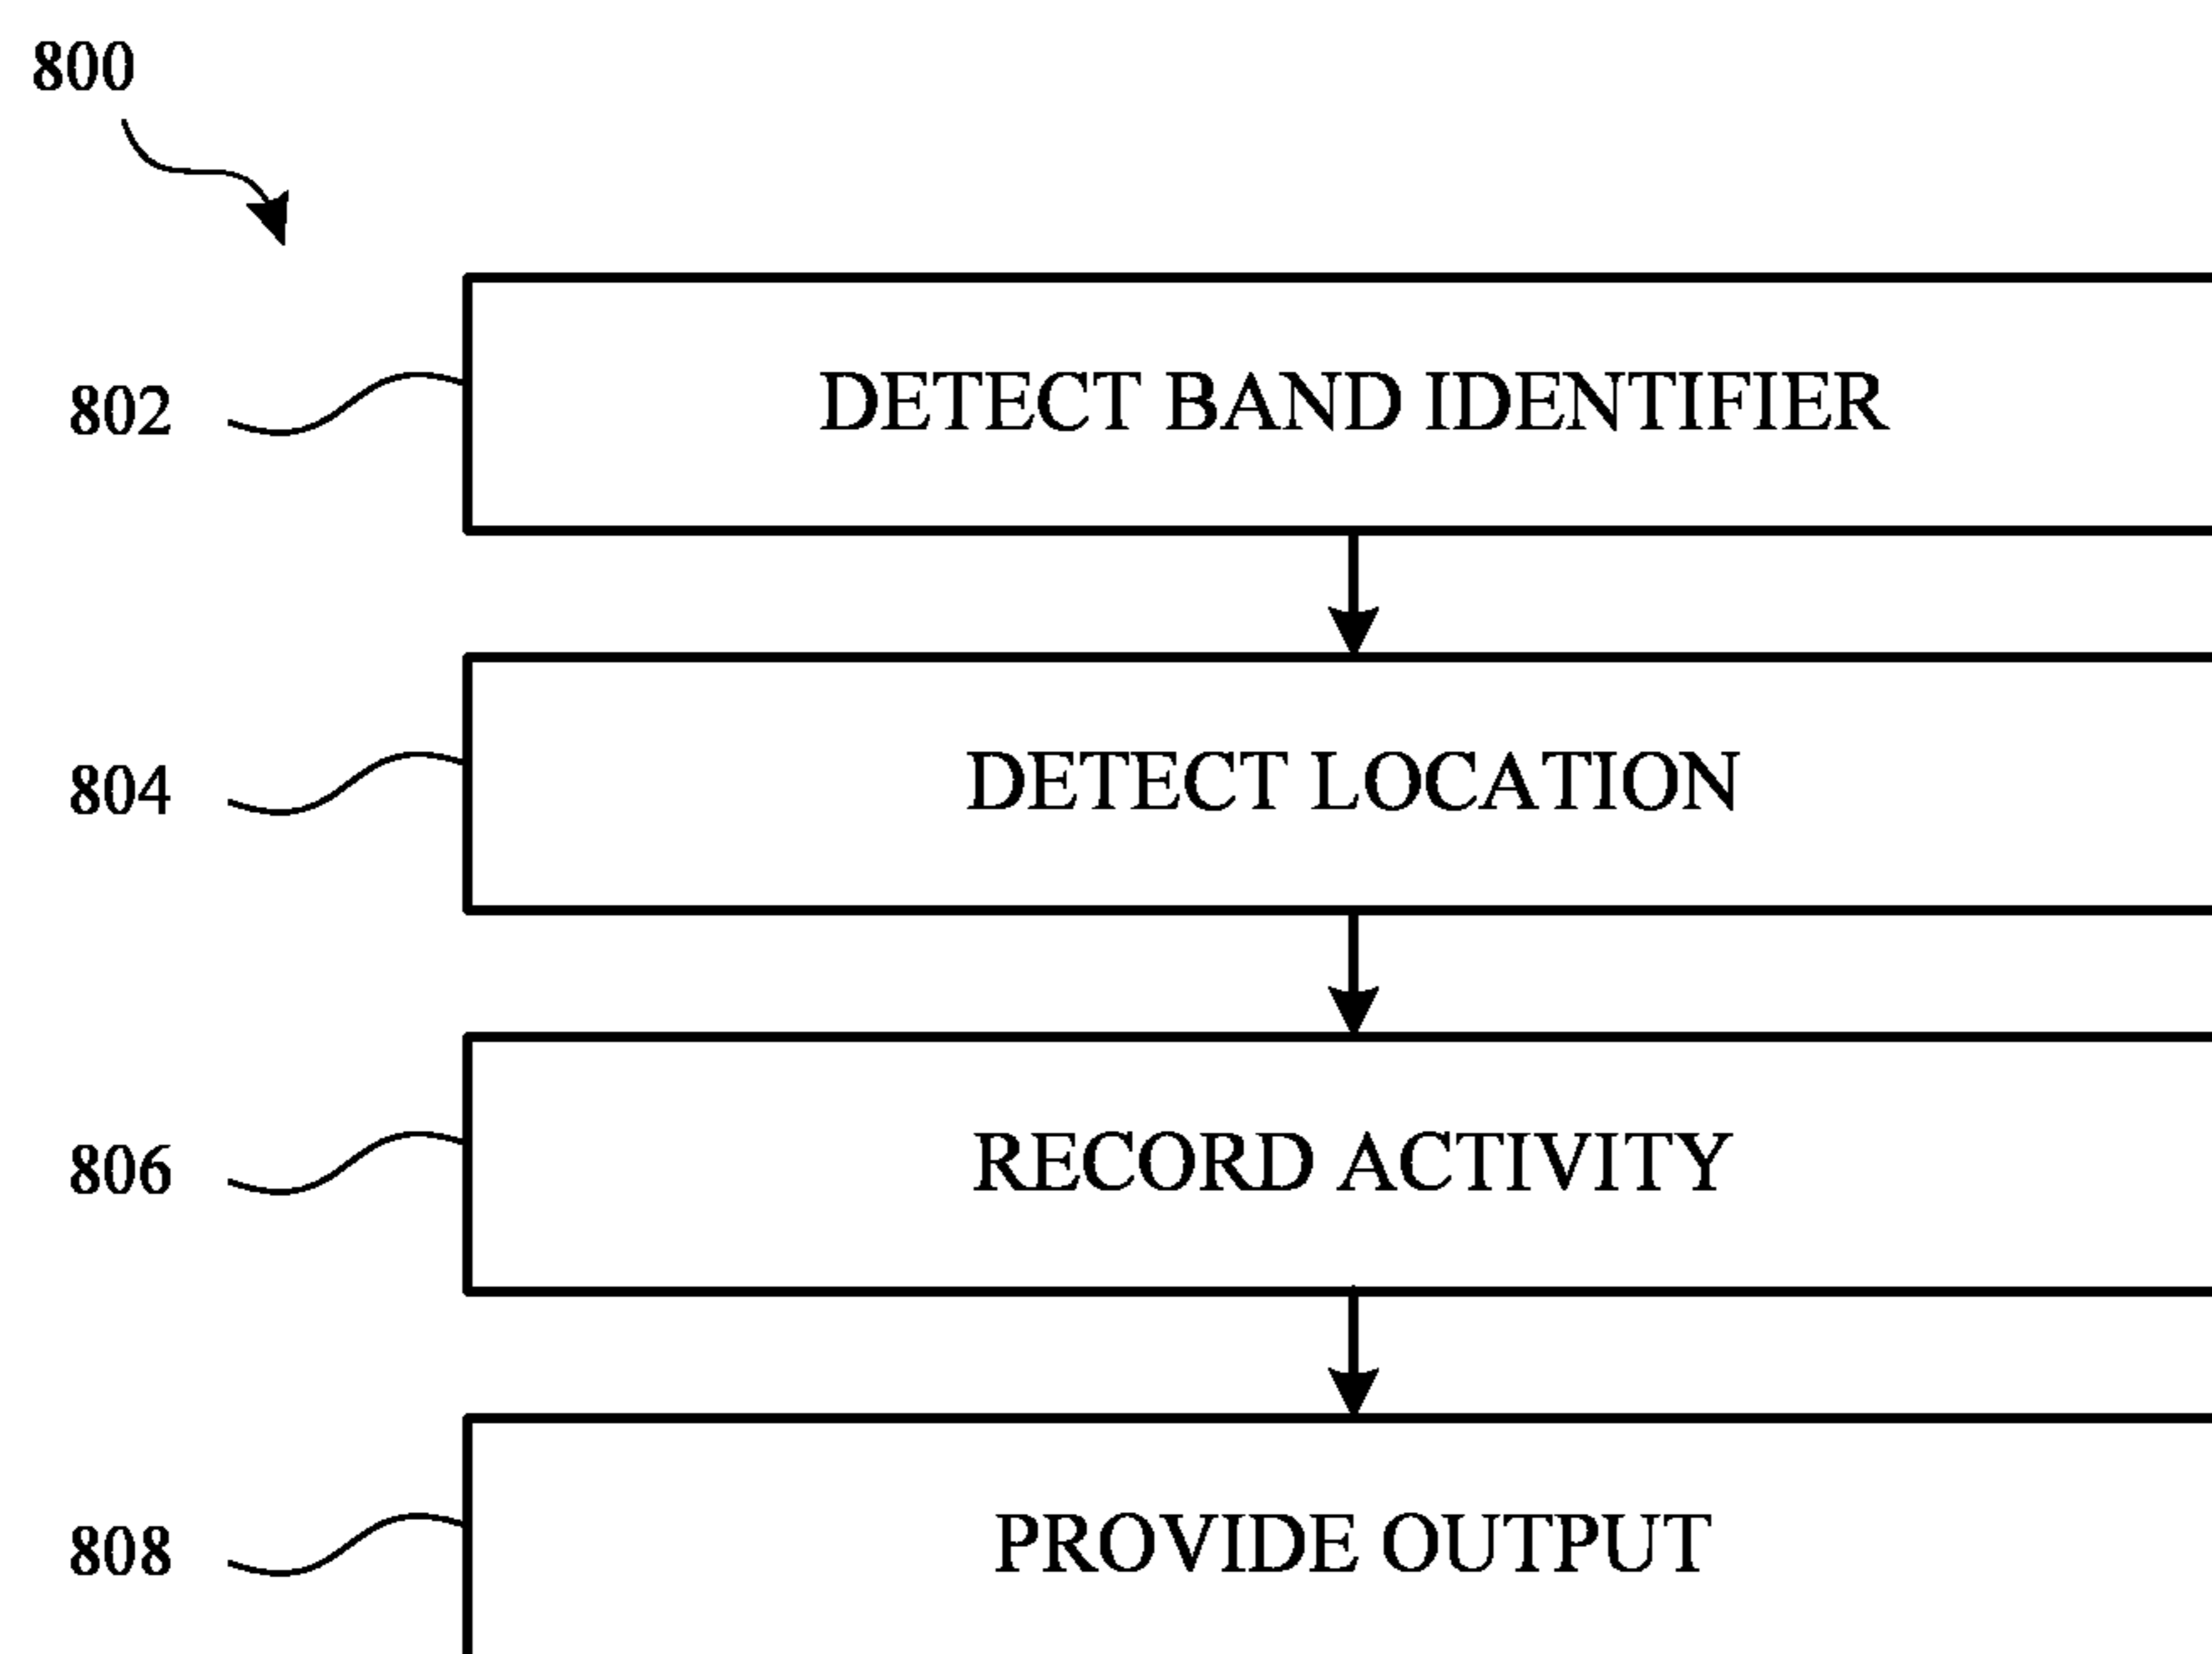 800
802
DETECT BAND IDENTIFIER
804
DETECT LOCATION
806
RECORD ACTIVITY
808
PROVIDE OUTPUT